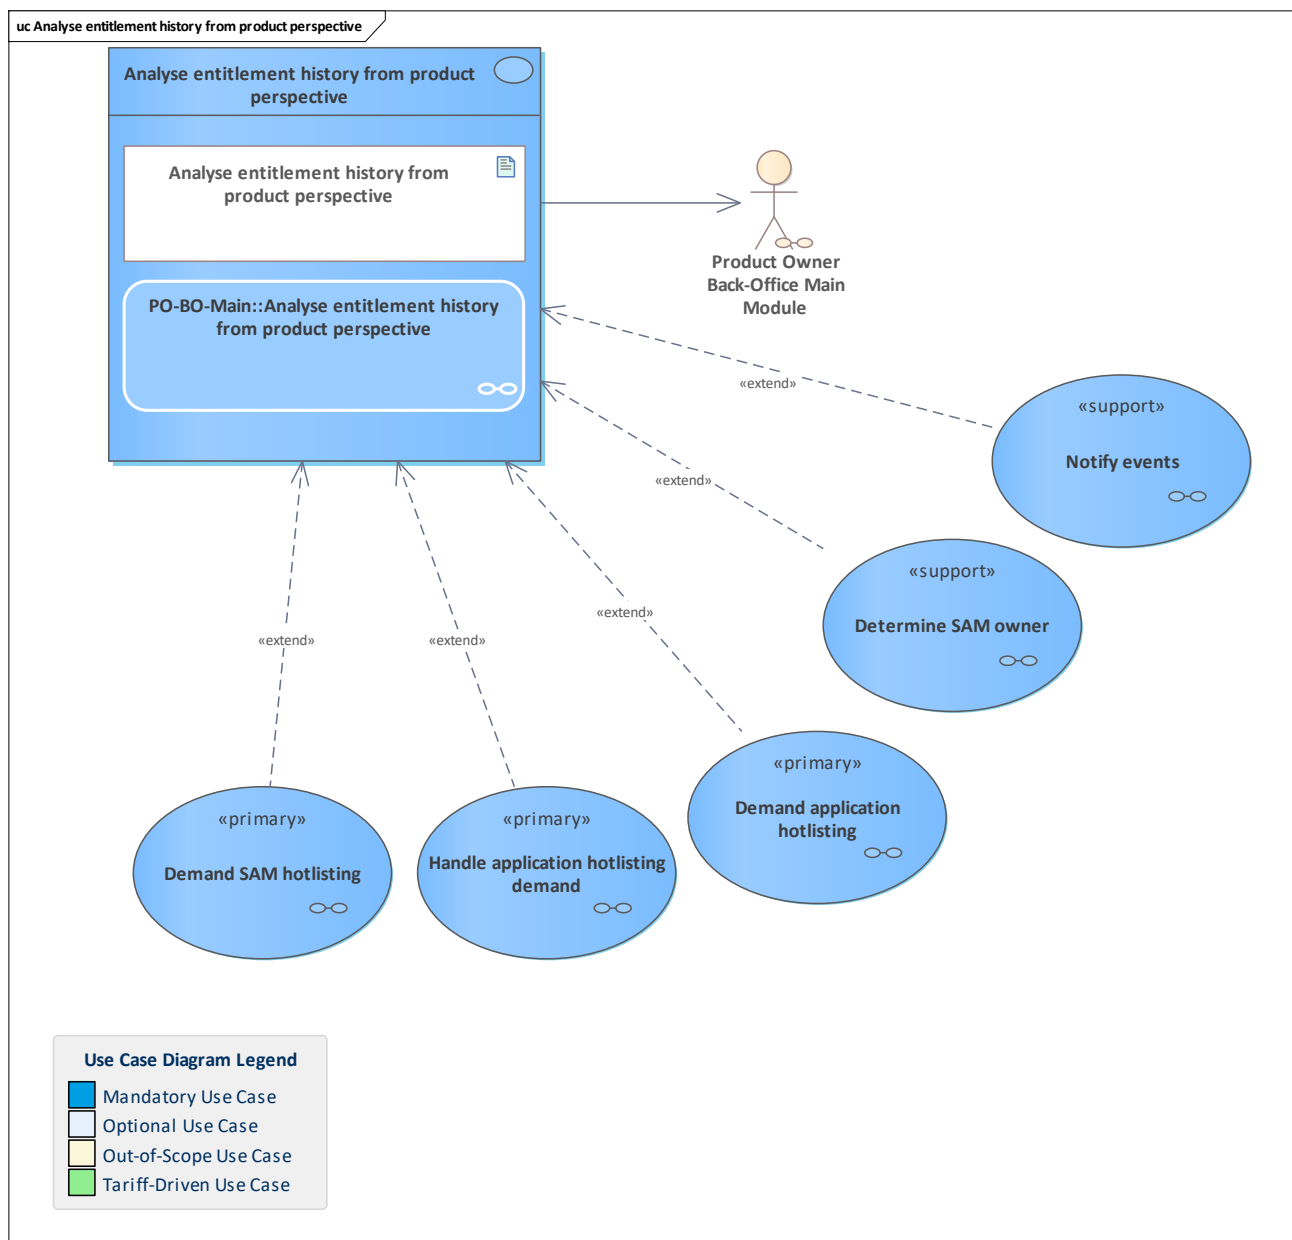 uc Analyse entitlement history from product perspective
Analyse entitlement history from product
perspective
Analyse entitlement history from
product perspective
PO-BO-Main::Analyse entitlement history
from product perspective
Product Owner
Back-Office Main
Module
«extend»
«support»
Notify events
«extend»
«support»
Determine SAM owner
«extend»
«extend»
«extend»
«primary»
Demand application
hotlisting
«primary»
Demand SAM hotlisting
«primary»
Handle application hotlisting
demand
Use Case Diagram Legend
Mandatory Use Case
Optional Use Case
Out-of-Scope Use Case
Tariff-Driven Use Case